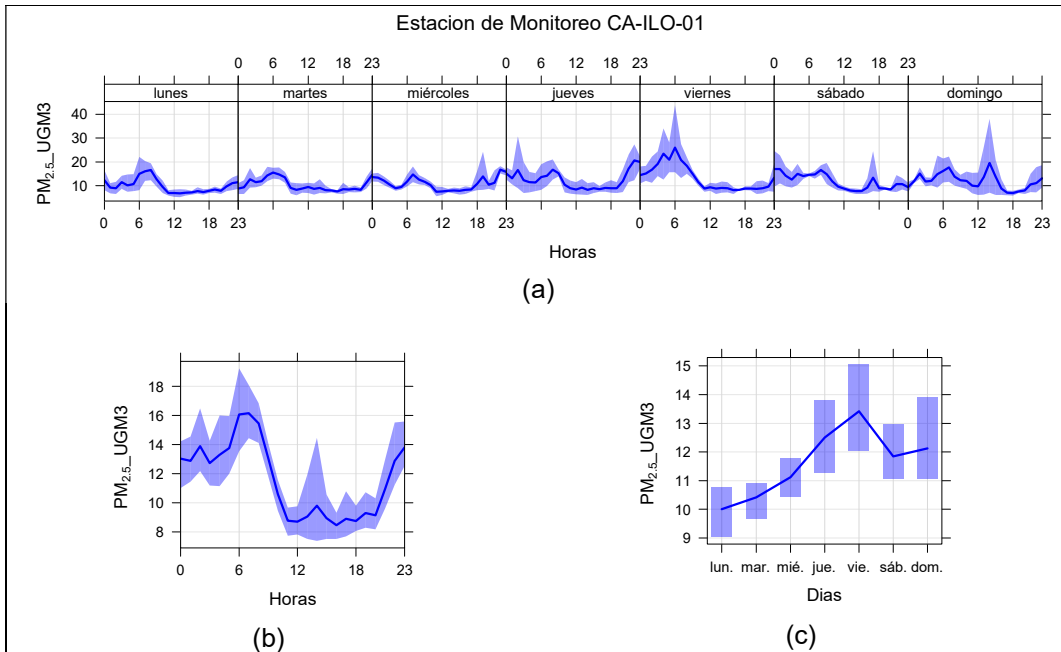 Estacion de Monitoreo CA-ILO-01
0 6 12 18 23 0 6 12 18 23
lunes martes miércoles jueves viernes sábado domingo
PM2.5_UGM3
40
30
20
10
0 6 12 18 23 0 6 12 18 23 0 6 12 18 23 0 6 12 18 23
Horas
(a)
PM2.5_UGM3
18
16
14
12
10
8
0 6 12 18 23
Horas
(b)
PM2.5_UGM3
15
14
13
12
11
10
9
lun. mar. mié. jue. vie. sáb. dom.
Dias
(c)